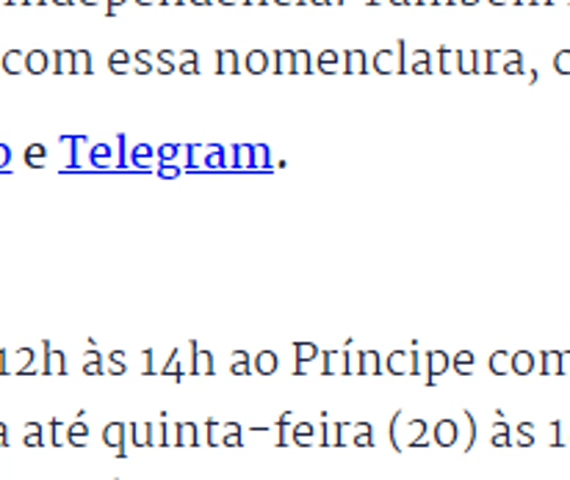 com essa nomenclatura,
e Telegram.
12h às 14h ao Príncipe com
até quinta-feira (20) às 1